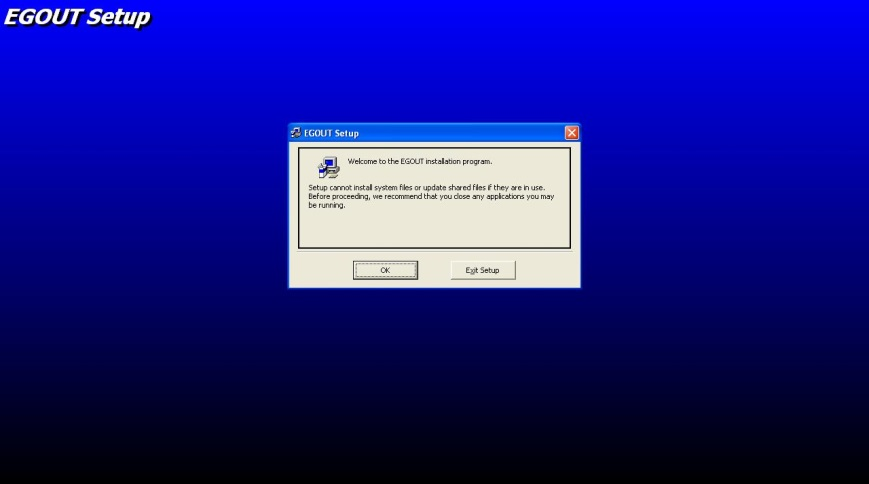 EGOUT Setup
EGOUT Setup
Welcome to the EGOUT installation program.
Setup cannot install system files or update shared files if they are in use.
Before proceeding, we recommend that you close any applications you may
be running.
OK
Exit Setup